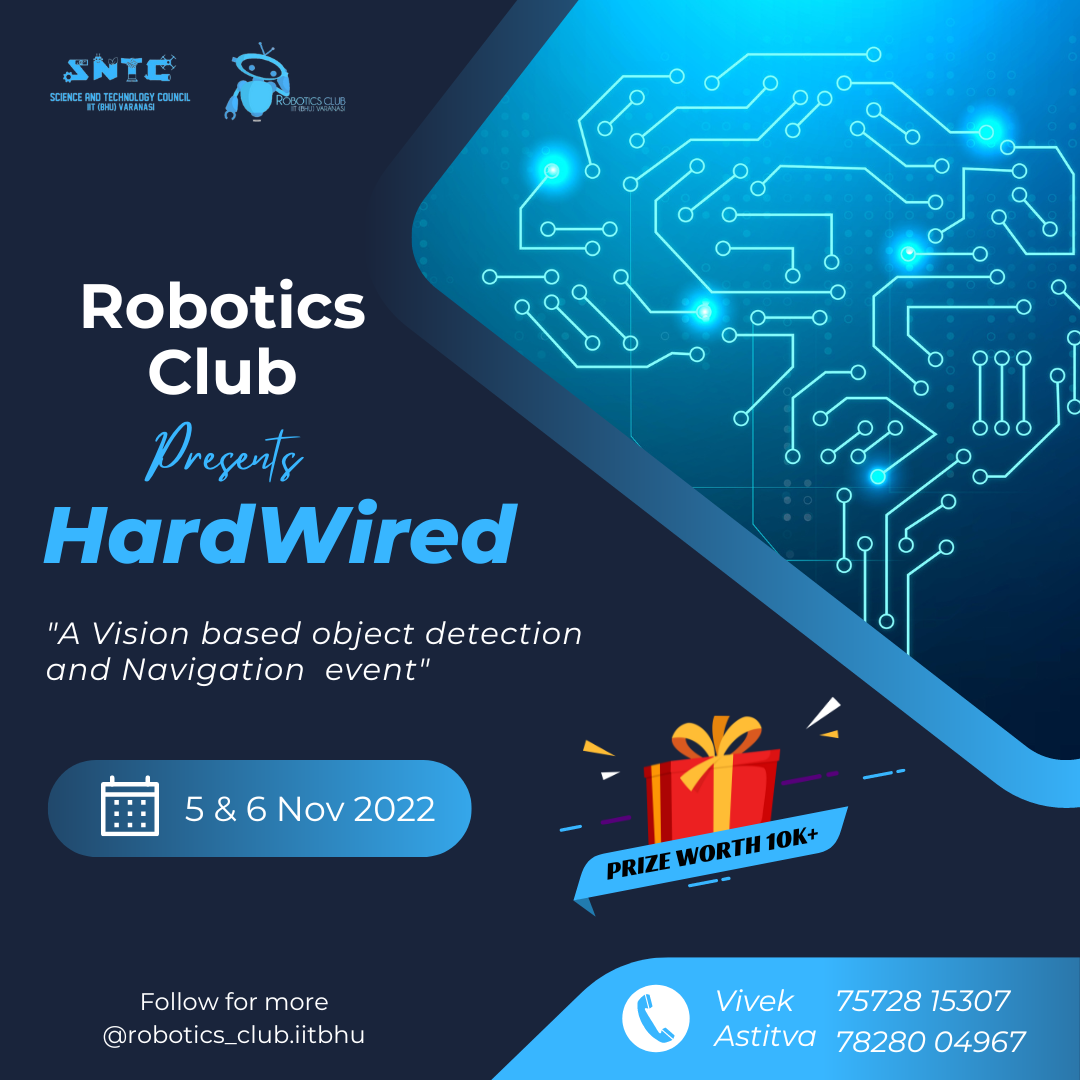 SNTC
SCIENCE AND TECHNOLOGY COUNCIL
IIT (BHU) VARANASI
ROBOTICS CLUB
IIT (BHU) VARANASI
Robotics
Club
Presents
HardWired
"A Vision based object detection
and Navigation event"
5 & 6 Nov 2022
PRIZE WORTH 10K+
Follow for more
@robotics_club.iitbhu
Vivek 75728 15307
Astitva 78280 04967